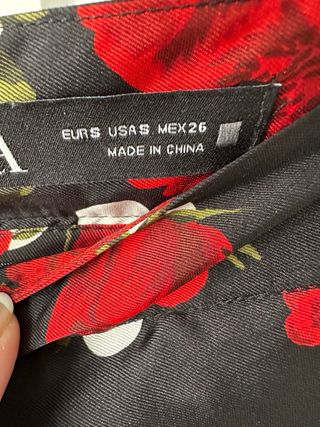 A
EUR S USA S MEX 26
MADE IN CHINA